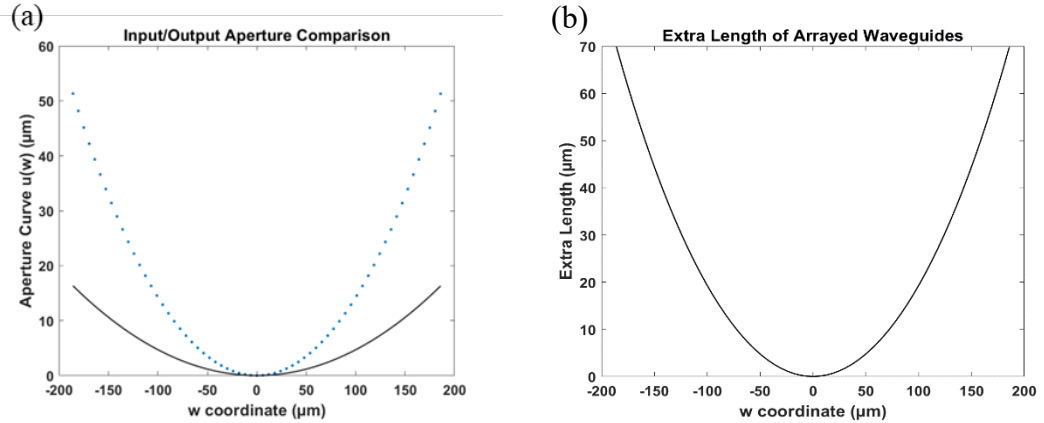 (a)
Input/Output Aperture Comparison
60
50
40
30
20
10
0
Aperture Curve u(w) (µm)
-200 -150 -100 -50 0 50 100 150 200
w coordinate (µm)
(b)
Extra Length of Arrayed Waveguides
70
60
50
40
30
20
10
0
Extra Length (µm)
-200 -150 -100 -50 0 50 100 150 200
w coordinate (µm)